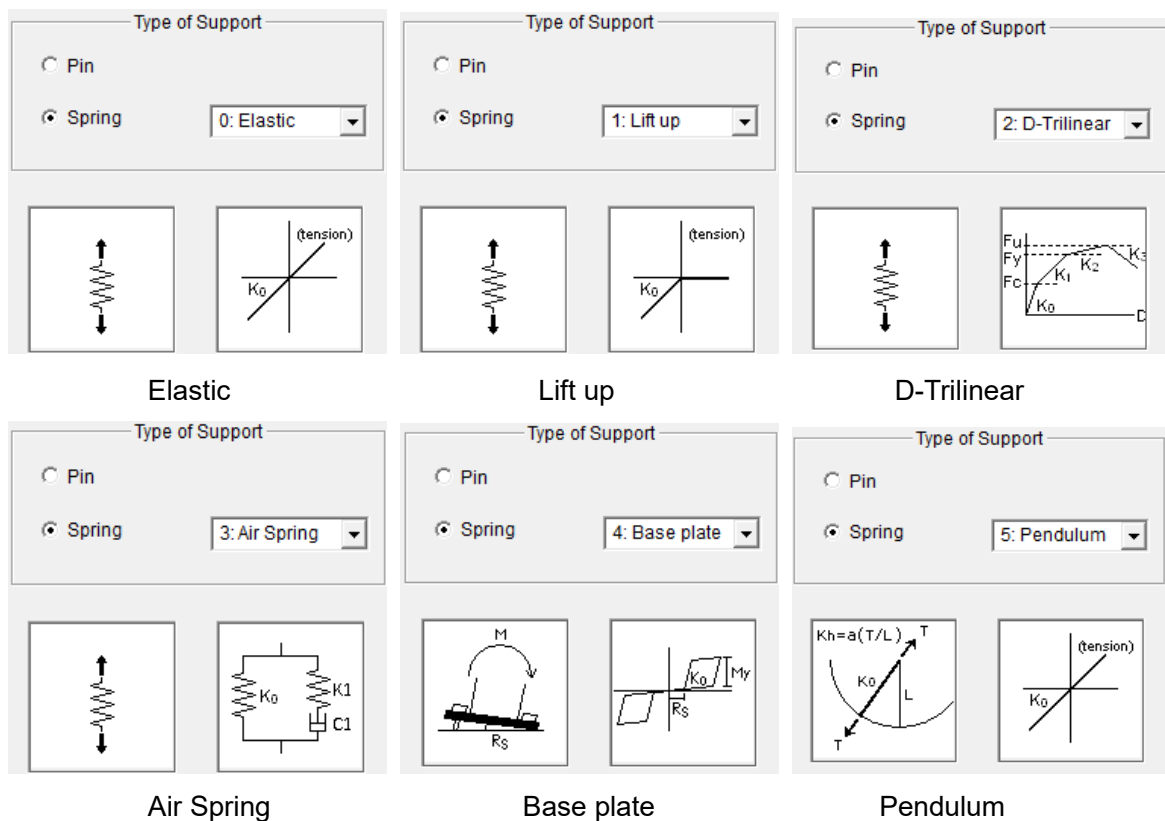 Type of Support
Pin
Spring
0: Elastic
(tension)
K0
Elastic
Type of Support
Pin
Spring
1: Lift up
(tension)
K0
Lift up
Type of Support
Pin
Spring
2: D-Trilinear
Fu
Fy
Fc
K3
K2
K1
K0
D
D-Trilinear
Type of Support
Pin
Spring
3: Air Spring
K0
K1
C1
Air Spring
Type of Support
Pin
Spring
4: Base plate
M
Rs
K0
My
Rs
Base plate
Type of Support
Pin
Spring
5: Pendulum
Kh=a(T/L)
T
K0
L
T
(tension)
K0
Pendulum